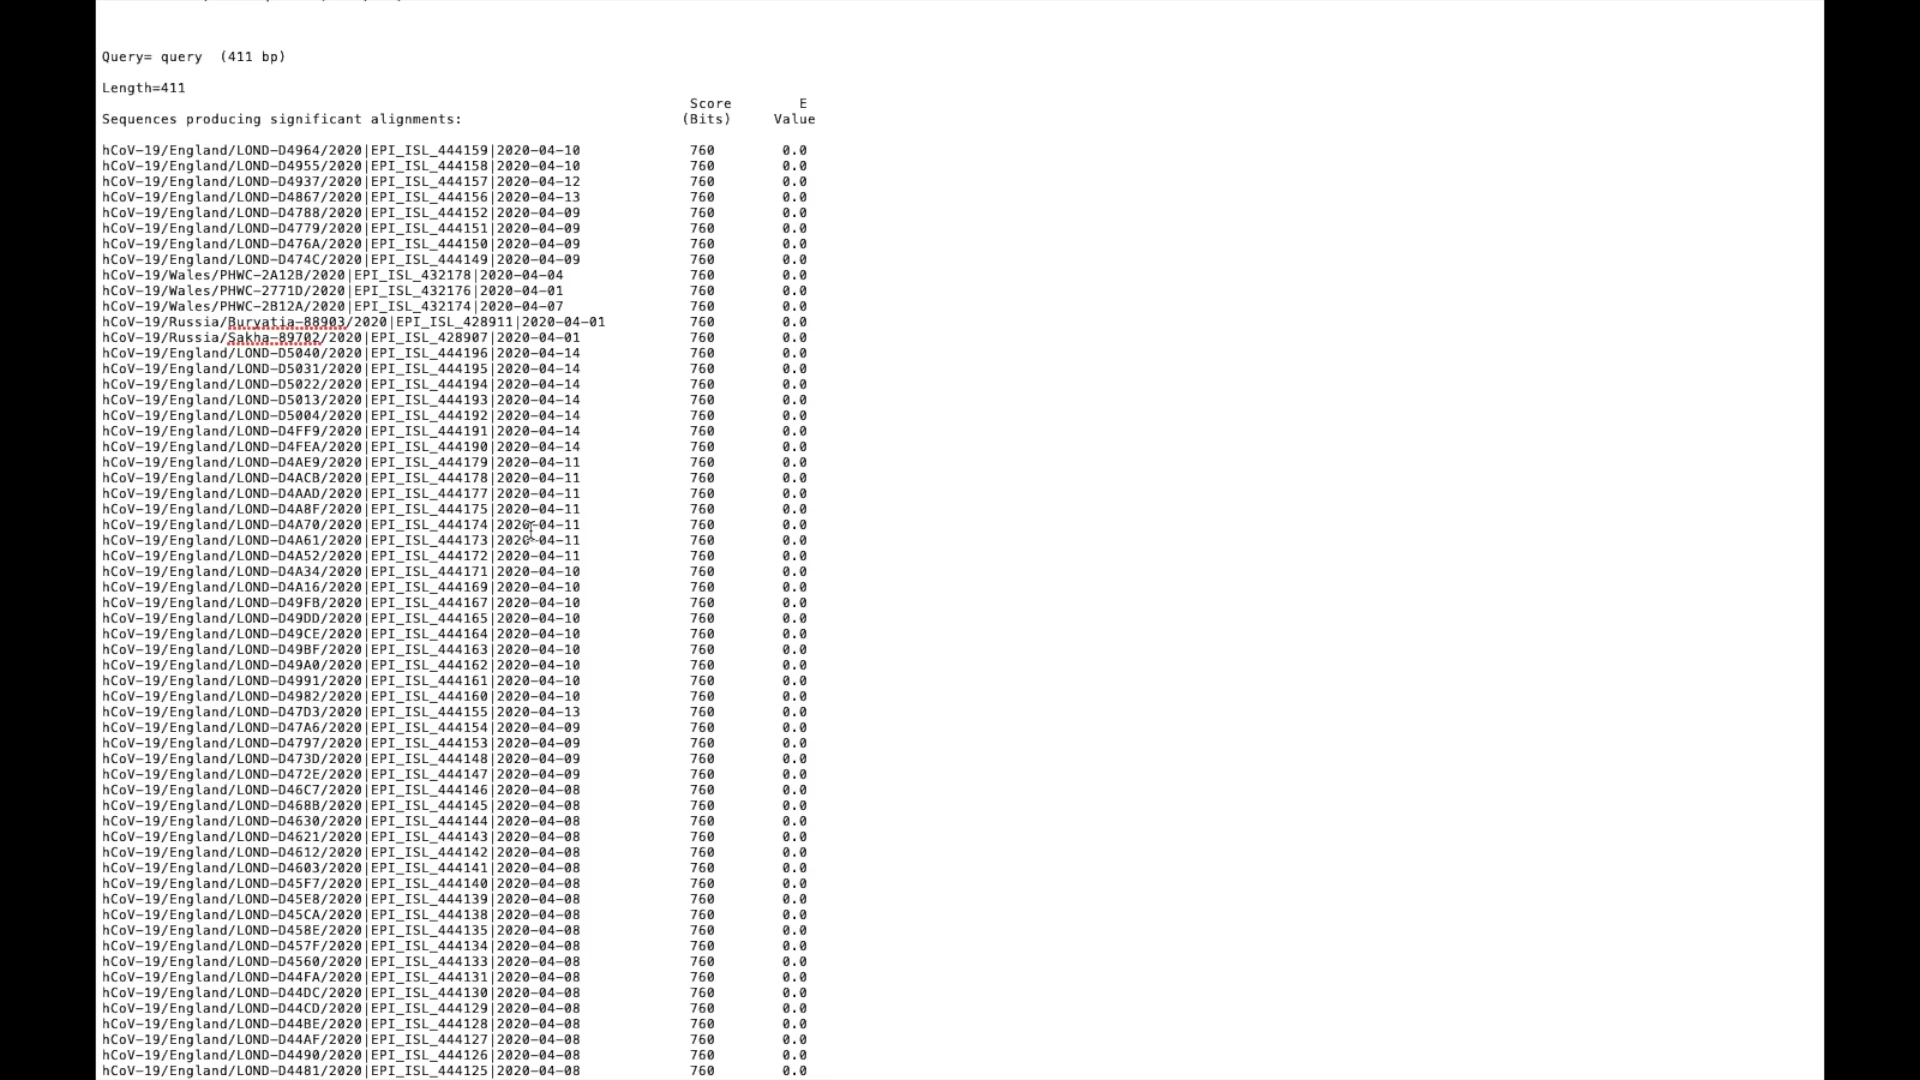 Query= query (411 bp)
Length=411
Score E
Sequences producing significant alignments: (Bits) Value
hCoV-19/England/LOND-D4964/2020|EPI_ISL_444159|2020-04-10 760 0.0
hCoV-19/England/LOND-D4955/2020|EPI_ISL_444158|2020-04-10 760 0.0
hCoV-19/England/LOND-D4937/2020|EPI_ISL_444157|2020-04-12 760 0.0
hCoV-19/England/LOND-D4867/2020|EPI_ISL_444156|2020-04-13 760 0.0
hCoV-19/England/LOND-D4788/2020|EPI_ISL_444152|2020-04-09 760 0.0
hCoV-19/England/LOND-D4779/2020|EPI_ISL_444151|2020-04-09 760 0.0
hCoV-19/England/LOND-D476A/2020|EPI_ISL_444150|2020-04-09 760 0.0
hCoV-19/England/LOND-D474C/2020|EPI_ISL_444149|2020-04-09 760 0.0
hCoV-19/Wales/PHWC-2A12B/2020|EPI_ISL_432178|2020-04-04 760 0.0
hCoV-19/Wales/PHWC-2771D/2020|EPI_ISL_432176|2020-04-01 760 0.0
hCoV-19/Wales/PHWC-2B12A/2020|EPI_ISL_432174|2020-04-07 760 0.0
hCoV-19/Russia/Buryatia-88903/2020|EPI_ISL_428911|2020-04-01 760 0.0
hCoV-19/Russia/Sakha-89702/2020|EPI_ISL_428907|2020-04-01 760 0.0
hCoV-19/England/LOND-D5040/2020|EPI_ISL_444196|2020-04-14 760 0.0
hCoV-19/England/LOND-D5031/2020|EPI_ISL_444195|2020-04-14 760 0.0
hCoV-19/England/LOND-D5022/2020|EPI_ISL_444194|2020-04-14 760 0.0
hCoV-19/England/LOND-D5013/2020|EPI_ISL_444193|2020-04-14 760 0.0
hCoV-19/England/LOND-D5004/2020|EPI_ISL_444192|2020-04-14 760 0.0
hCoV-19/England/LOND-D4FF9/2020|EPI_ISL_444191|2020-04-14 760 0.0
hCoV-19/England/LOND-D4FEA/2020|EPI_ISL_444190|2020-04-14 760 0.0
hCoV-19/England/LOND-D4AE9/2020|EPI_ISL_444179|2020-04-11 760 0.0
hCoV-19/England/LOND-D4ACB/2020|EPI_ISL_444178|2020-04-11 760 0.0
hCoV-19/England/LOND-D4AAD/2020|EPI_ISL_444177|2020-04-11 760 0.0
hCoV-19/England/LOND-D4A8F/2020|EPI_ISL_444175|2020-04-11 760 0.0
hCoV-19/England/LOND-D4A70/2020|EPI_ISL_444174|2020-04-11 760 0.0
hCoV-19/England/LOND-D4A61/2020|EPI_ISL_444173|2020-04-11 760 0.0
hCoV-19/England/LOND-D4A52/2020|EPI_ISL_444172|2020-04-11 760 0.0
hCoV-19/England/LOND-D4A34/2020|EPI_ISL_444171|2020-04-10 760 0.0
hCoV-19/England/LOND-D4A16/2020|EPI_ISL_444169|2020-04-10 760 0.0
hCoV-19/England/LOND-D49FB/2020|EPI_ISL_444167|2020-04-10 760 0.0
hCoV-19/England/LOND-D49DD/2020|EPI_ISL_444165|2020-04-10 760 0.0
hCoV-19/England/LOND-D49CE/2020|EPI_ISL_444164|2020-04-10 760 0.0
hCoV-19/England/LOND-D49BF/2020|EPI_ISL_444163|2020-04-10 760 0.0
hCoV-19/England/LOND-D49A0/2020|EPI_ISL_444162|2020-04-10 760 0.0
hCoV-19/England/LOND-D4991/2020|EPI_ISL_444161|2020-04-10 760 0.0
hCoV-19/England/LOND-D4982/2020|EPI_ISL_444160|2020-04-10 760 0.0
hCoV-19/England/LOND-D47D3/2020|EPI_ISL_444155|2020-04-13 760 0.0
hCoV-19/England/LOND-D47A6/2020|EPI_ISL_444154|2020-04-09 760 0.0
hCoV-19/England/LOND-D4797/2020|EPI_ISL_444153|2020-04-09 760 0.0
hCoV-19/England/LOND-D473D/2020|EPI_ISL_444148|2020-04-09 760 0.0
hCoV-19/England/LOND-D472E/2020|EPI_ISL_444147|2020-04-09 760 0.0
hCoV-19/England/LOND-D46C7/2020|EPI_ISL_444146|2020-04-08 760 0.0
hCoV-19/England/LOND-D468B/2020|EPI_ISL_444145|2020-04-08 760 0.0
hCoV-19/England/LOND-D4630/2020|EPI_ISL_444144|2020-04-08 760 0.0
hCoV-19/England/LOND-D4621/2020|EPI_ISL_444143|2020-04-08 760 0.0
hCoV-19/England/LOND-D4612/2020|EPI_ISL_444142|2020-04-08 760 0.0
hCoV-19/England/LOND-D4603/2020|EPI_ISL_444141|2020-04-08 760 0.0
hCoV-19/England/LOND-D45F7/2020|EPI_ISL_444140|2020-04-08 760 0.0
hCoV-19/England/LOND-D45E8/2020|EPI_ISL_444139|2020-04-08 760 0.0
hCoV-19/England/LOND-D45CA/2020|EPI_ISL_444138|2020-04-08 760 0.0
hCoV-19/England/LOND-D458E/2020|EPI_ISL_444135|2020-04-08 760 0.0
hCoV-19/England/LOND-D457F/2020|EPI_ISL_444134|2020-04-08 760 0.0
hCoV-19/England/LOND-D4560/2020|EPI_ISL_444133|2020-04-08 760 0.0
hCoV-19/England/LOND-D44FA/2020|EPI_ISL_444131|2020-04-08 760 0.0
hCoV-19/England/LOND-D44DC/2020|EPI_ISL_444130|2020-04-08 760 0.0
hCoV-19/England/LOND-D44CD/2020|EPI_ISL_444129|2020-04-08 760 0.0
hCoV-19/England/LOND-D44BE/2020|EPI_ISL_444128|2020-04-08 760 0.0
hCoV-19/England/LOND-D44AF/2020|EPI_ISL_444127|2020-04-08 760 0.0
hCoV-19/England/LOND-D4490/2020|EPI_ISL_444126|2020-04-08 760 0.0
hCoV-19/England/LOND-D4481/2020|EPI_ISL_444125|2020-04-08 760 0.0